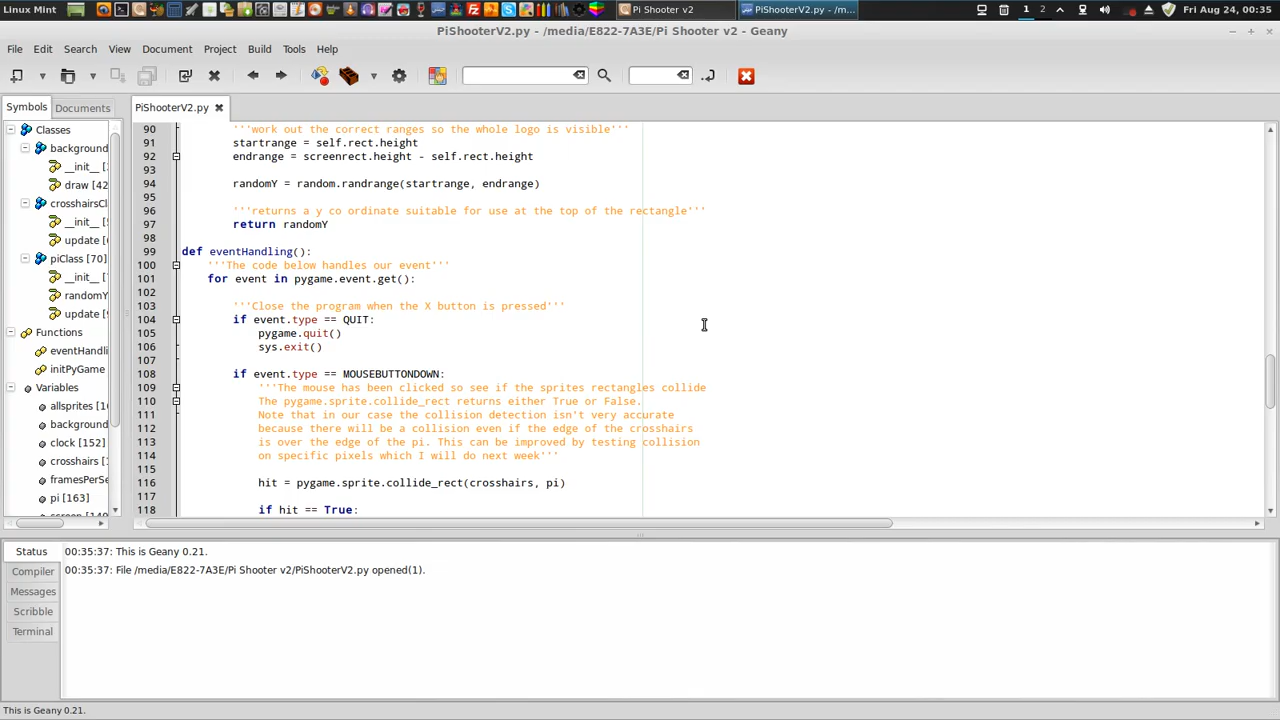 Linux Mint
Pi Shooter v2
PiShooterV2.py - /m...
1 2
Fri Aug 24, 00:35
PiShooterV2.py - /media/E822-7A3E/Pi Shooter v2 - Geany
File Edit Search View Document Project Build Tools Help
Symbols Documents
PiShooterV2.py
Classes
background
__init__ [
draw [42
crosshairsCl
__init__ [
update [6
piClass [70]
__init__ [
randomY
update [9
Functions
eventHandli
initPyGame
Variables
allsprites [1
background
clock [152]
crosshairs [
framesPerSe
pi [163]
90 '''work out the correct ranges so the whole logo is visible'''
91 startrange = self.rect.height
92 endrange = screenrect.height - self.rect.height
93
94 randomY = random.randrange(startrange, endrange)
95
96 '''returns a y co ordinate suitable for use at the top of the rectangle'''
97 return randomY
98
99 def eventHandling():
100 '''The code below handles our event'''
101 for event in pygame.event.get():
102
103 '''Close the program when the X button is pressed'''
104 if event.type == QUIT:
105 pygame.quit()
106 sys.exit()
107
108 if event.type == MOUSEBUTTONDOWN:
109 '''The mouse has been clicked so see if the sprites rectangles collide
110 The pygame.sprite.collide_rect returns either True or False.
111 Note that in our case the collision detection isn't very accurate
112 because there will be a collision even if the edge of the crosshairs
113 is over the edge of the pi. This can be improved by testing collision
114 on specific pixels which I will do next week'''
115
116 hit = pygame.sprite.collide_rect(crosshairs, pi)
117
118 if hit == True:
Status
Compiler
Messages
Scribble
Terminal
00:35:37: This is Geany 0.21.
00:35:37: File /media/E822-7A3E/Pi Shooter v2/PiShooterV2.py opened(1).
This is Geany 0.21.